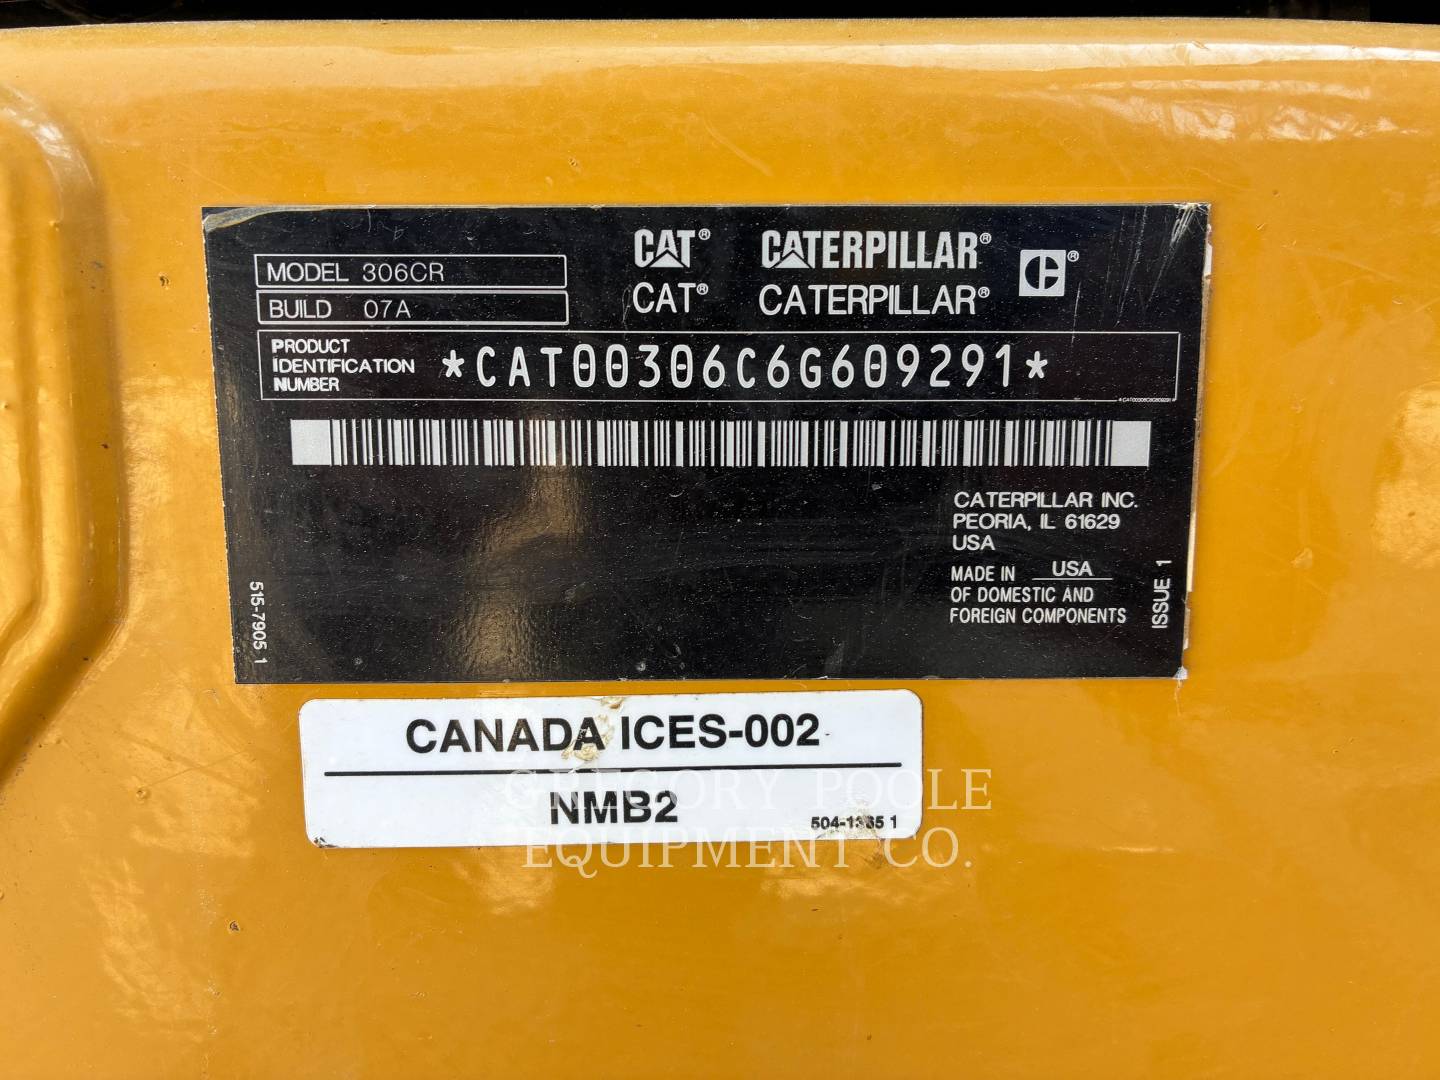 CAT® CATERPILLAR®
CAT® CATERPILLAR®
MODEL 306CR
BUILD 07A
PRODUCT
IDENTIFICATION
NUMBER
*CAT00306C6G609291*
*CAT00306C6G609291
CATERPILLAR INC.
PEORIA, IL 61629
USA
MADE IN USA
OF DOMESTIC AND
FOREIGN COMPONENTS
ISSUE 1
515-7905 1
CANADA ICES-002
NMB2
504-1365 1
GREGORY POOLE
EQUIPMENT CO.